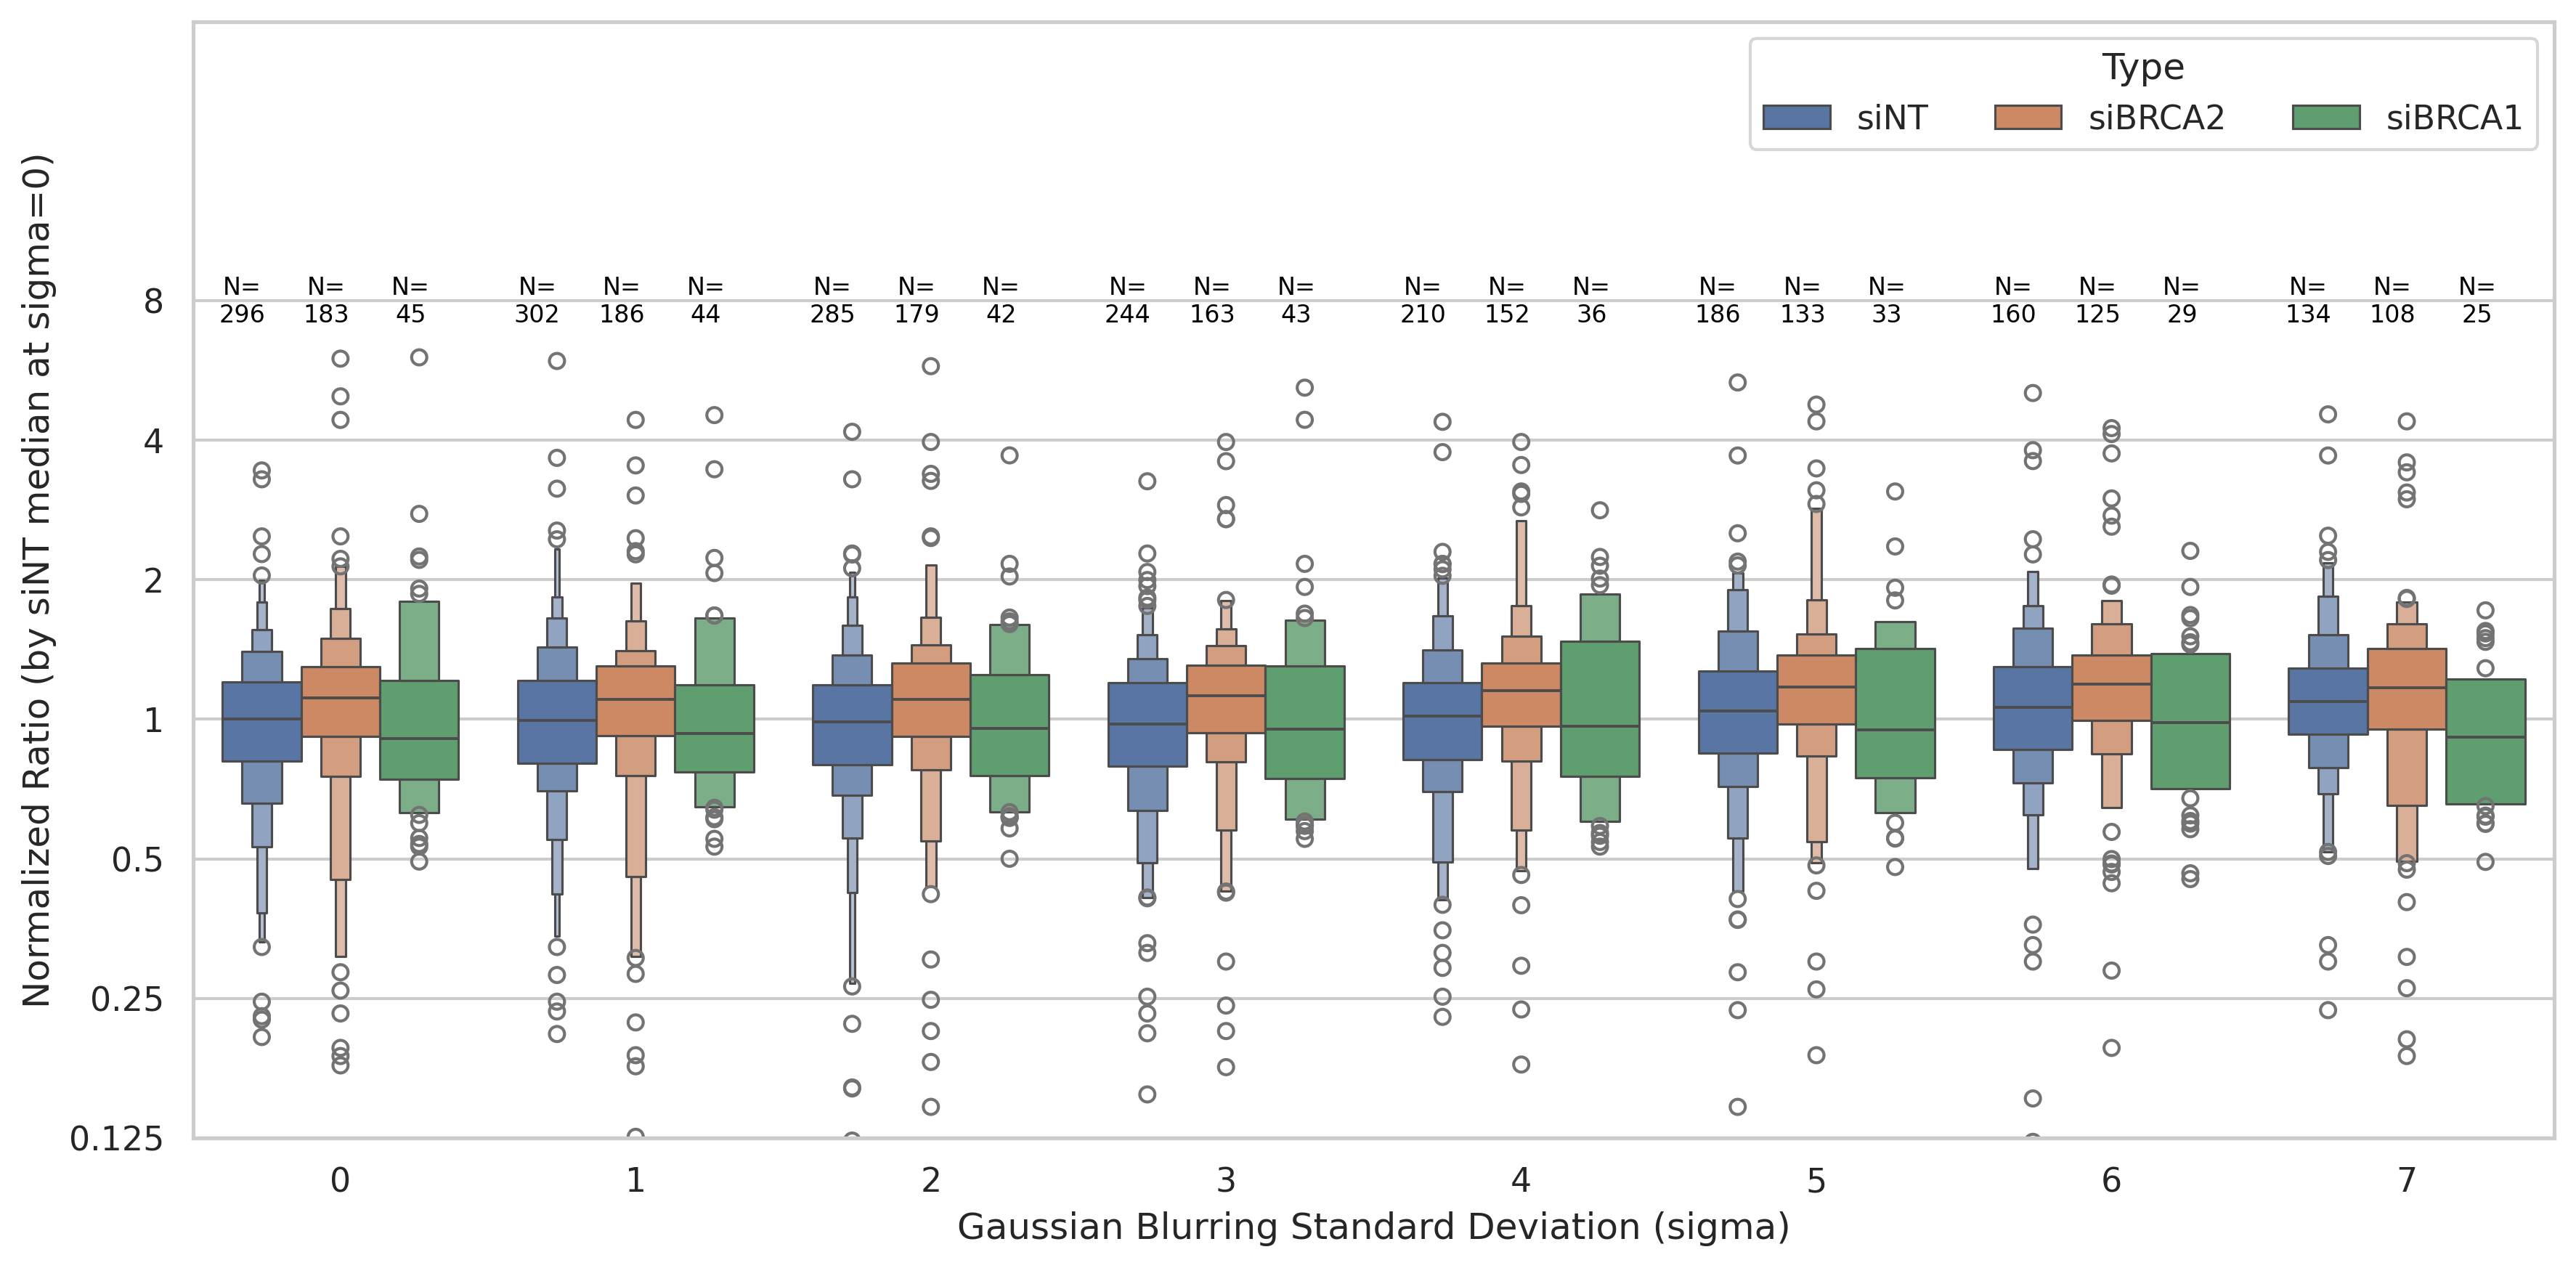 Type
siNT siBRCA2 siBRCA1
Normalized Ratio (by siNT median at sigma=0)
N= N= N= N= N= N= N= N= N= N= N= N= N= N= N= N= N= N= N= N= N= N= N= N=
296 183 45 302 186 44 285 179 42 244 163 43 210 152 36 186 133 33 160 125 29 134 108 25
8
4
2
1
0.5
0.25
0.125
0 1 2 3 4 5 6 7
Gaussian Blurring Standard Deviation (sigma)